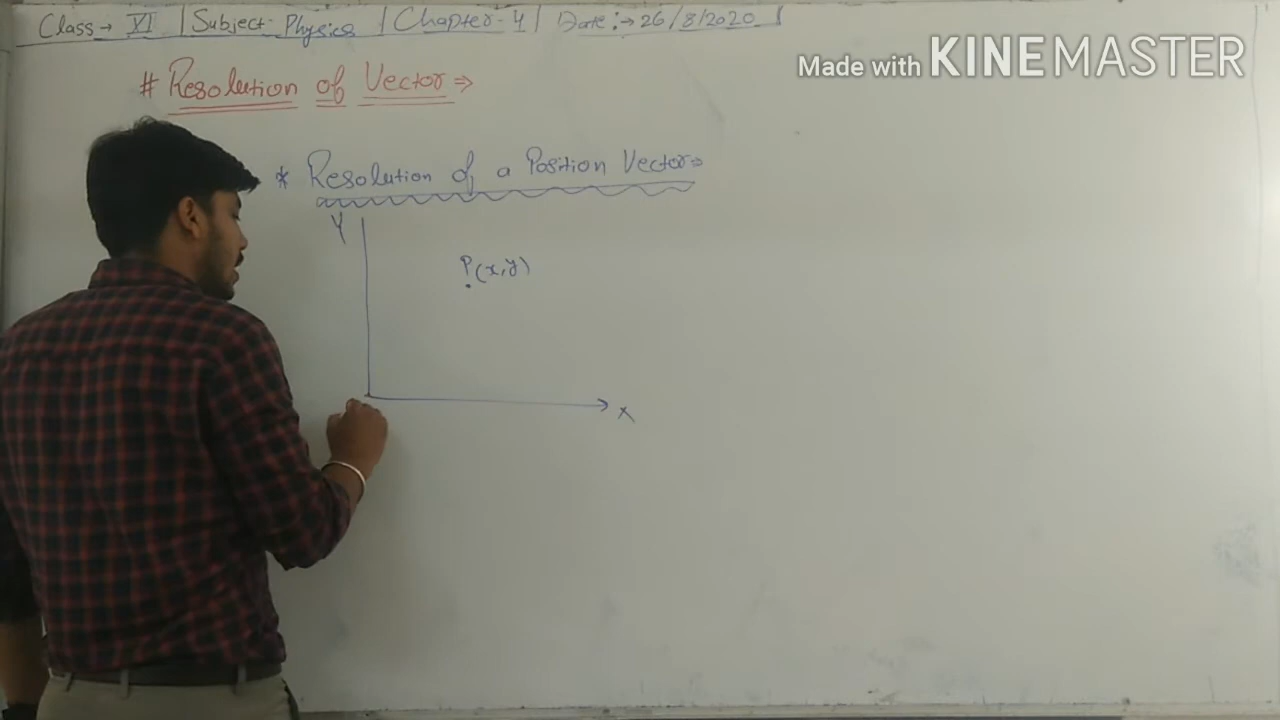 Class → VI | Subject- Physics | Chapter-4 | Date:→ 26/8/2020 |
Made with KINEMASTER
# Resolution of Vector ⇒
* Resolution of a Position Vector⇒
Y
P(x,y)
X